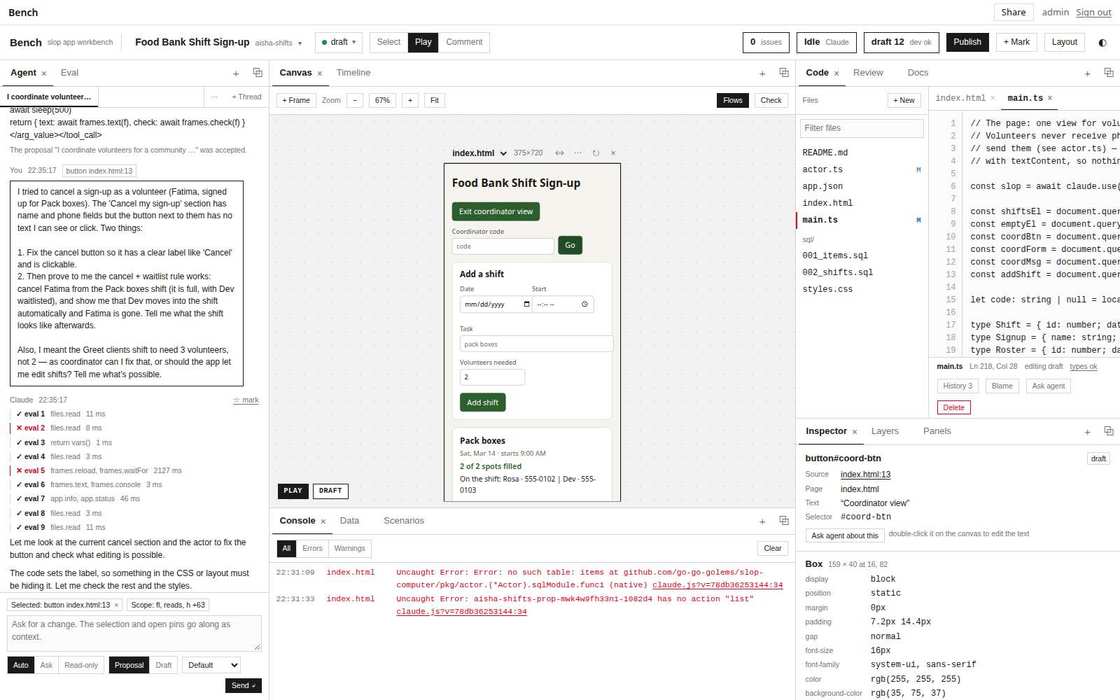 Bench
Share admin Sign out
Bench slop app workbench Food Bank Shift Sign-up aisha-shifts draft Select Play Comment 0 issues Idle Claude draft 12 dev ok Publish + Mark Layout
Agent × Eval +
I coordinate volunteer… ··· + Thread
await sleep(500)
return { text: await frames.text(f), check: await frames.check(f) }
</arg_value></tool_call>
The proposal "I coordinate volunteers for a community …" was accepted.
You 22:35:17 button index.html:13
I tried to cancel a sign-up as a volunteer (Fatima, signed
up for Pack boxes). The 'Cancel my sign-up' section has
name and phone fields but the button next to them has no
text I can see or click. Two things:
1. Fix the cancel button so it has a clear label like 'Cancel'
and is clickable.
2. Then prove to me the cancel + waitlist rule works:
cancel Fatima from the Pack boxes shift (it is full, with Dev
waitlisted), and show me that Dev moves into the shift
automatically and Fatima is gone. Tell me what the shift
looks like afterwards.
Also, I meant the Greet clients shift to need 3 volunteers,
not 2 — as coordinator can I fix that, or should the app let
me edit shifts? Tell me what's possible.
Claude 22:35:17 ☆ mark
✓ eval 1 files.read 11 ms
✕ eval 2 files.read 8 ms
✓ eval 3 return vars() 1 ms
✓ eval 4 files.read 3 ms
✕ eval 5 frames.reload, frames.waitFor 2127 ms
✓ eval 6 frames.text, frames.console 3 ms
✓ eval 7 app.info, app.status 46 ms
✓ eval 8 files.read 3 ms
✓ eval 9 files.read 11 ms
Let me look at the current cancel section and the actor to fix the
button and check what editing is possible.
The code sets the label, so something in the CSS or layout must
be hiding it. Let me check the rest and the styles.
Selected: button index.html:13 × Scope: fl, reads, h +63
Ask for a change. The selection and open pins go along as
context.
Auto Ask Read-only Proposal Draft Default
Send
Canvas × Timeline +
+ Frame Zoom − 67% + Fit Flows Check
index.html 375×720 ··· ×
Food Bank Shift Sign-up
Exit coordinator view
Coordinator code
code Go
Add a shift
Date Start
mm/dd/yyyy --:-- --
Task
pack boxes
Volunteers needed
2
Add shift
Pack boxes
Sat, Mar 14 · starts 9:00 AM
2 of 2 spots filled
On the shift: Rosa · 555-0102 | Dev · 555-
0103
PLAY DRAFT
Console × Data Scenarios +
All Errors Warnings Clear
22:31:09 index.html Uncaught Error: Error: no such table: items at github.com/go-go-golems/slop-
computer/pkg/actor.(*Actor).sqlModule.func1 (native) claude.js?v=78db36253144:34
22:31:33 index.html Uncaught Error: aisha-shifts-prop-mwk4w9fh33n1-1082d4 has no action "list"
claude.js?v=78db36253144:34
Code × Review Docs +
Files + New
Filter files
README.md
actor.ts M
app.json
index.html
main.ts M
sql/
001_items.sql
002_shifts.sql
styles.css
index.html × main.ts ×
1 // The page: one view for volu
2 // Volunteers never receive ph
3 // send them (see actor.ts) —
4 // with textContent, so nothin
5
6 const slop = await claude.use(
7
8 const shiftsEl = document.quer
9 const emptyEl = document.query
10 const coordBtn = document.quer
11 const coordForm = document.que
12 const coordMsg = document.quer
13 const addShift = document.quer
14
15 let code: string | null = loca
16
17 type Shift = { id: number; dat
18 type Signup = { name: string;
19 type Roster = { id: number; da
main.ts Ln 218, Col 28 editing draft types ok
History 3 Blame Ask agent
Delete
Inspector × Layers Panels +
button#coord-btn draft
Source index.html:13
Page index.html
Text “Coordinator view”
Selector #coord-btn
Ask agent about this double-click it on the canvas to edit the text
Box 159 × 40 at 16, 82
display block
position static
margin 0px
padding 7.2px 14.4px
gap normal
font-size 16px
font-family system-ui, sans-serif
color rgb(255, 255, 255)
background-color rgb(35, 75, 37)